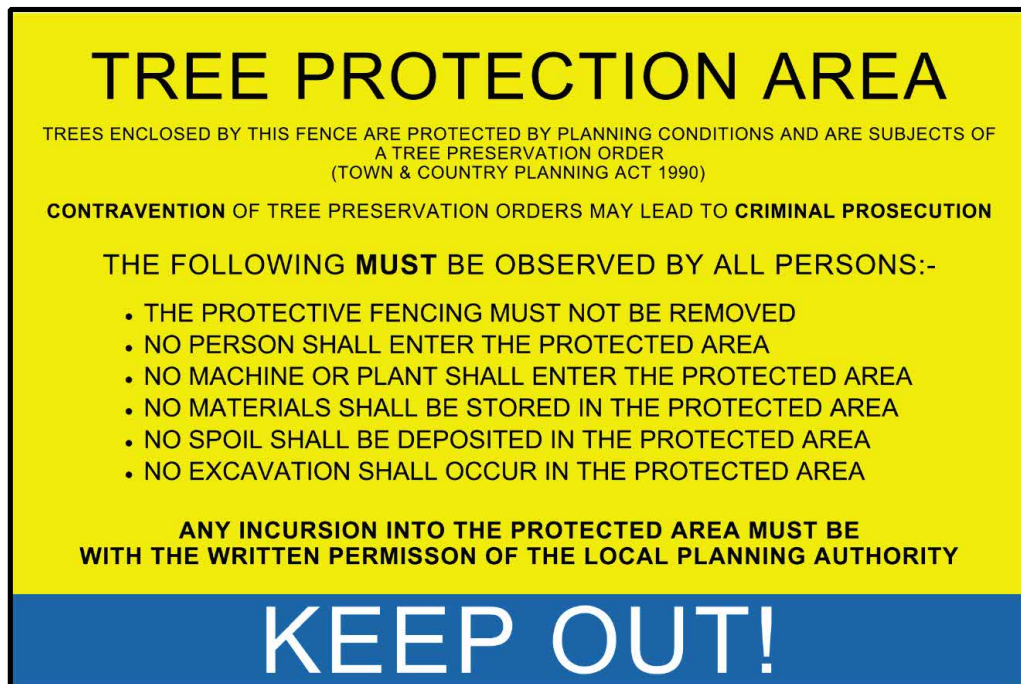 TREE PROTECTION AREA
TREES ENCLOSED BY THIS FENCE ARE PROTECTED BY PLANNING CONDITIONS AND ARE SUBJECTS OF
A TREE PRESERVATION ORDER
(TOWN & COUNTRY PLANNING ACT 1990)
CONTRAVENTION OF TREE PRESERVATION ORDERS MAY LEAD TO CRIMINAL PROSECUTION
THE FOLLOWING MUST BE OBSERVED BY ALL PERSONS:-
• THE PROTECTIVE FENCING MUST NOT BE REMOVED
• NO PERSON SHALL ENTER THE PROTECTED AREA
• NO MACHINE OR PLANT SHALL ENTER THE PROTECTED AREA
• NO MATERIALS SHALL BE STORED IN THE PROTECTED AREA
• NO SPOIL SHALL BE DEPOSITED IN THE PROTECTED AREA
• NO EXCAVATION SHALL OCCUR IN THE PROTECTED AREA
ANY INCURSION INTO THE PROTECTED AREA MUST BE
WITH THE WRITTEN PERMISSON OF THE LOCAL PLANNING AUTHORITY
KEEP OUT!